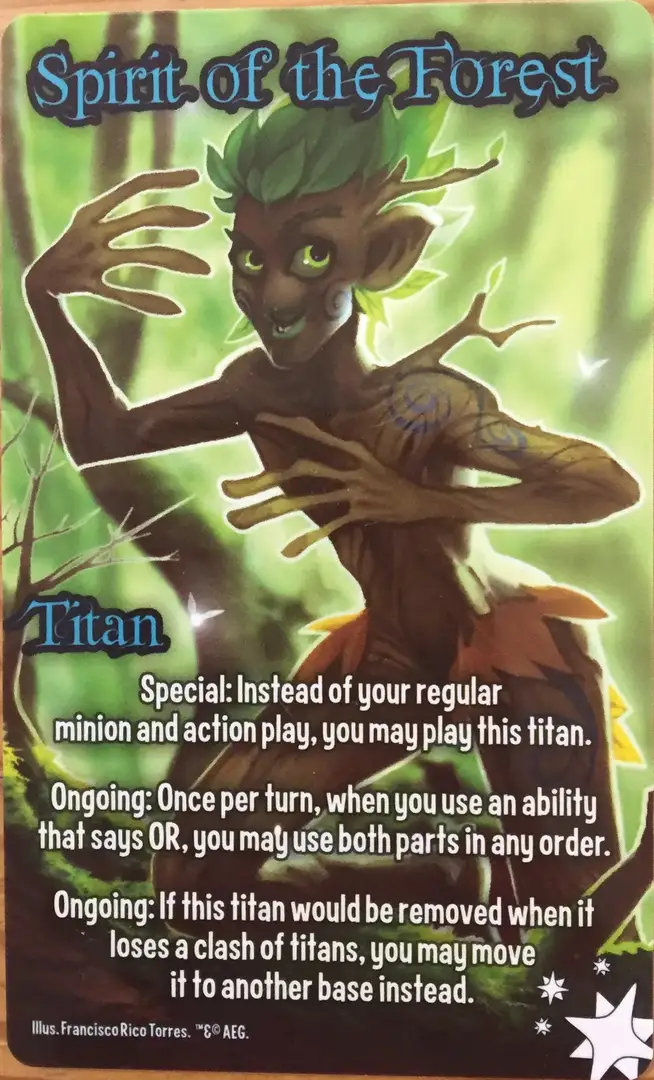 Spirit of the Forest
Titan
Special: Instead of your regular
minion and action play, you may play this titan.
Ongoing: Once per turn, when you use an ability
that says OR, you may use both parts in any order.
Ongoing: If this titan would be removed when it
loses a clash of titans, you may move
it to another base instead.
Illus. Francisco Rico Torres. ™&© AEG.